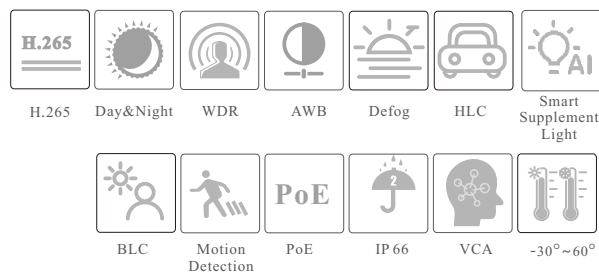 H.265
AI
H.265 Day&Night WDR AWB Defog HLC Smart
Supplement
Light
PoE
2
BLC Motion PoE IP 66 VCA -30°~60°
Detection